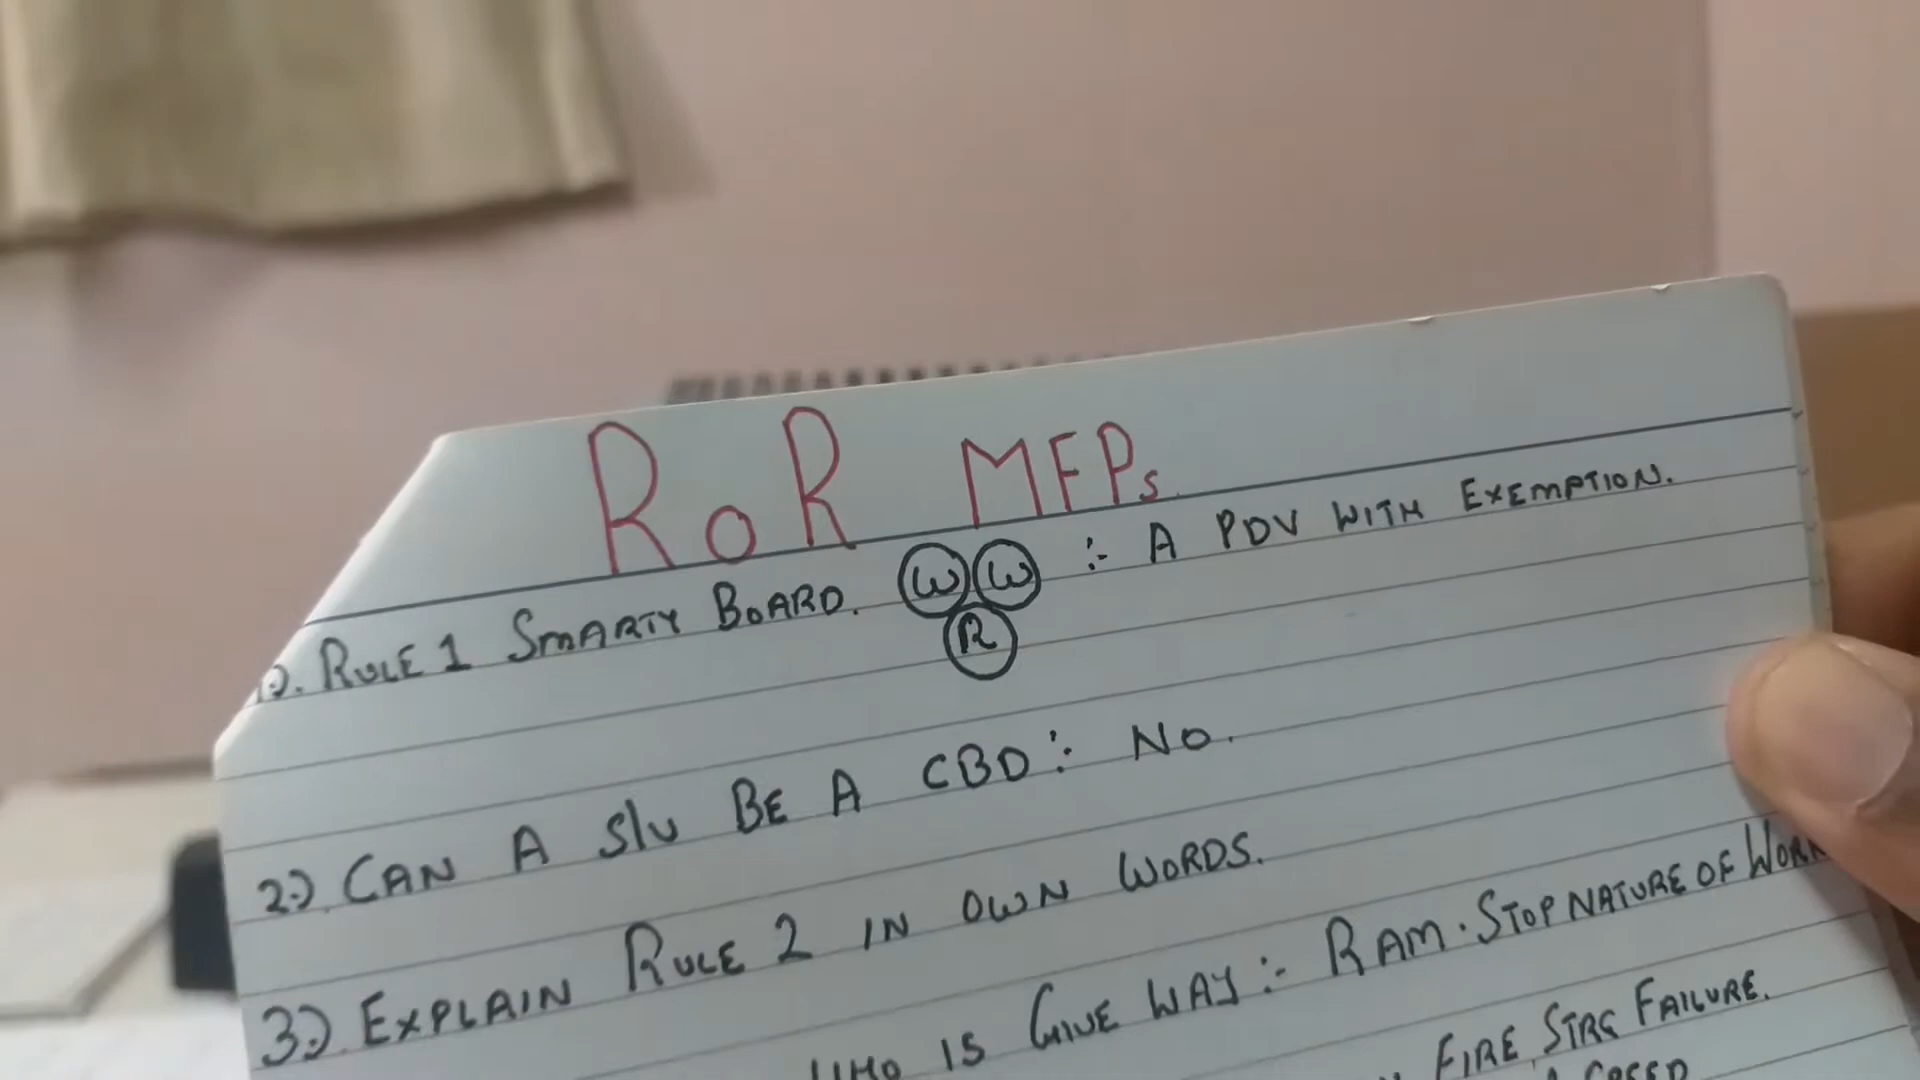 RoR MFPs
1.). RULE 1 SMARTY BOARD. W W R :- A PDV WITH EXEMPTION.
2.) CAN A S/V BE A CBD :- No.
3.) EXPLAIN RULE 2 IN OWN WORDS.
WHO IS GIVE WAY :- RAM. STOP NATURE OF WORK
FIRE, STRG FAILURE.